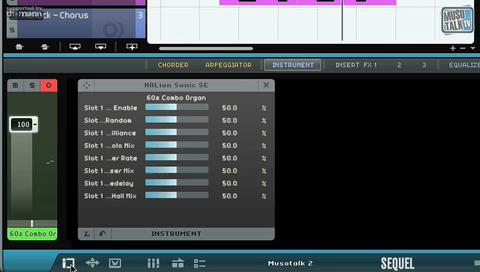 supported by
thomann
ck – Chorus
3
MUSO
TALK TV
M S
CHORDER ARPEGGIATOR INSTRUMENT INSERT FX 1 2 3 EQUALIZE
M S
HALion Sonic SE
60s Combo Organ
Slot 1 ... Enable 50.0 %
Slot 1 ...Random 50.0 %
Slot 1 ...illiance 50.0 %
Slot 1 ...olo Mix 50.0 %
Slot 1 ...er Rate 50.0 %
Slot 1 ...ser Mix 50.0 %
Slot 1 ...edelay 50.0 %
Slot 1 ...Hall Mix 50.0 %
100
60s Combo Or
INSTRUMENT
Musotalk 2
SEQUEL